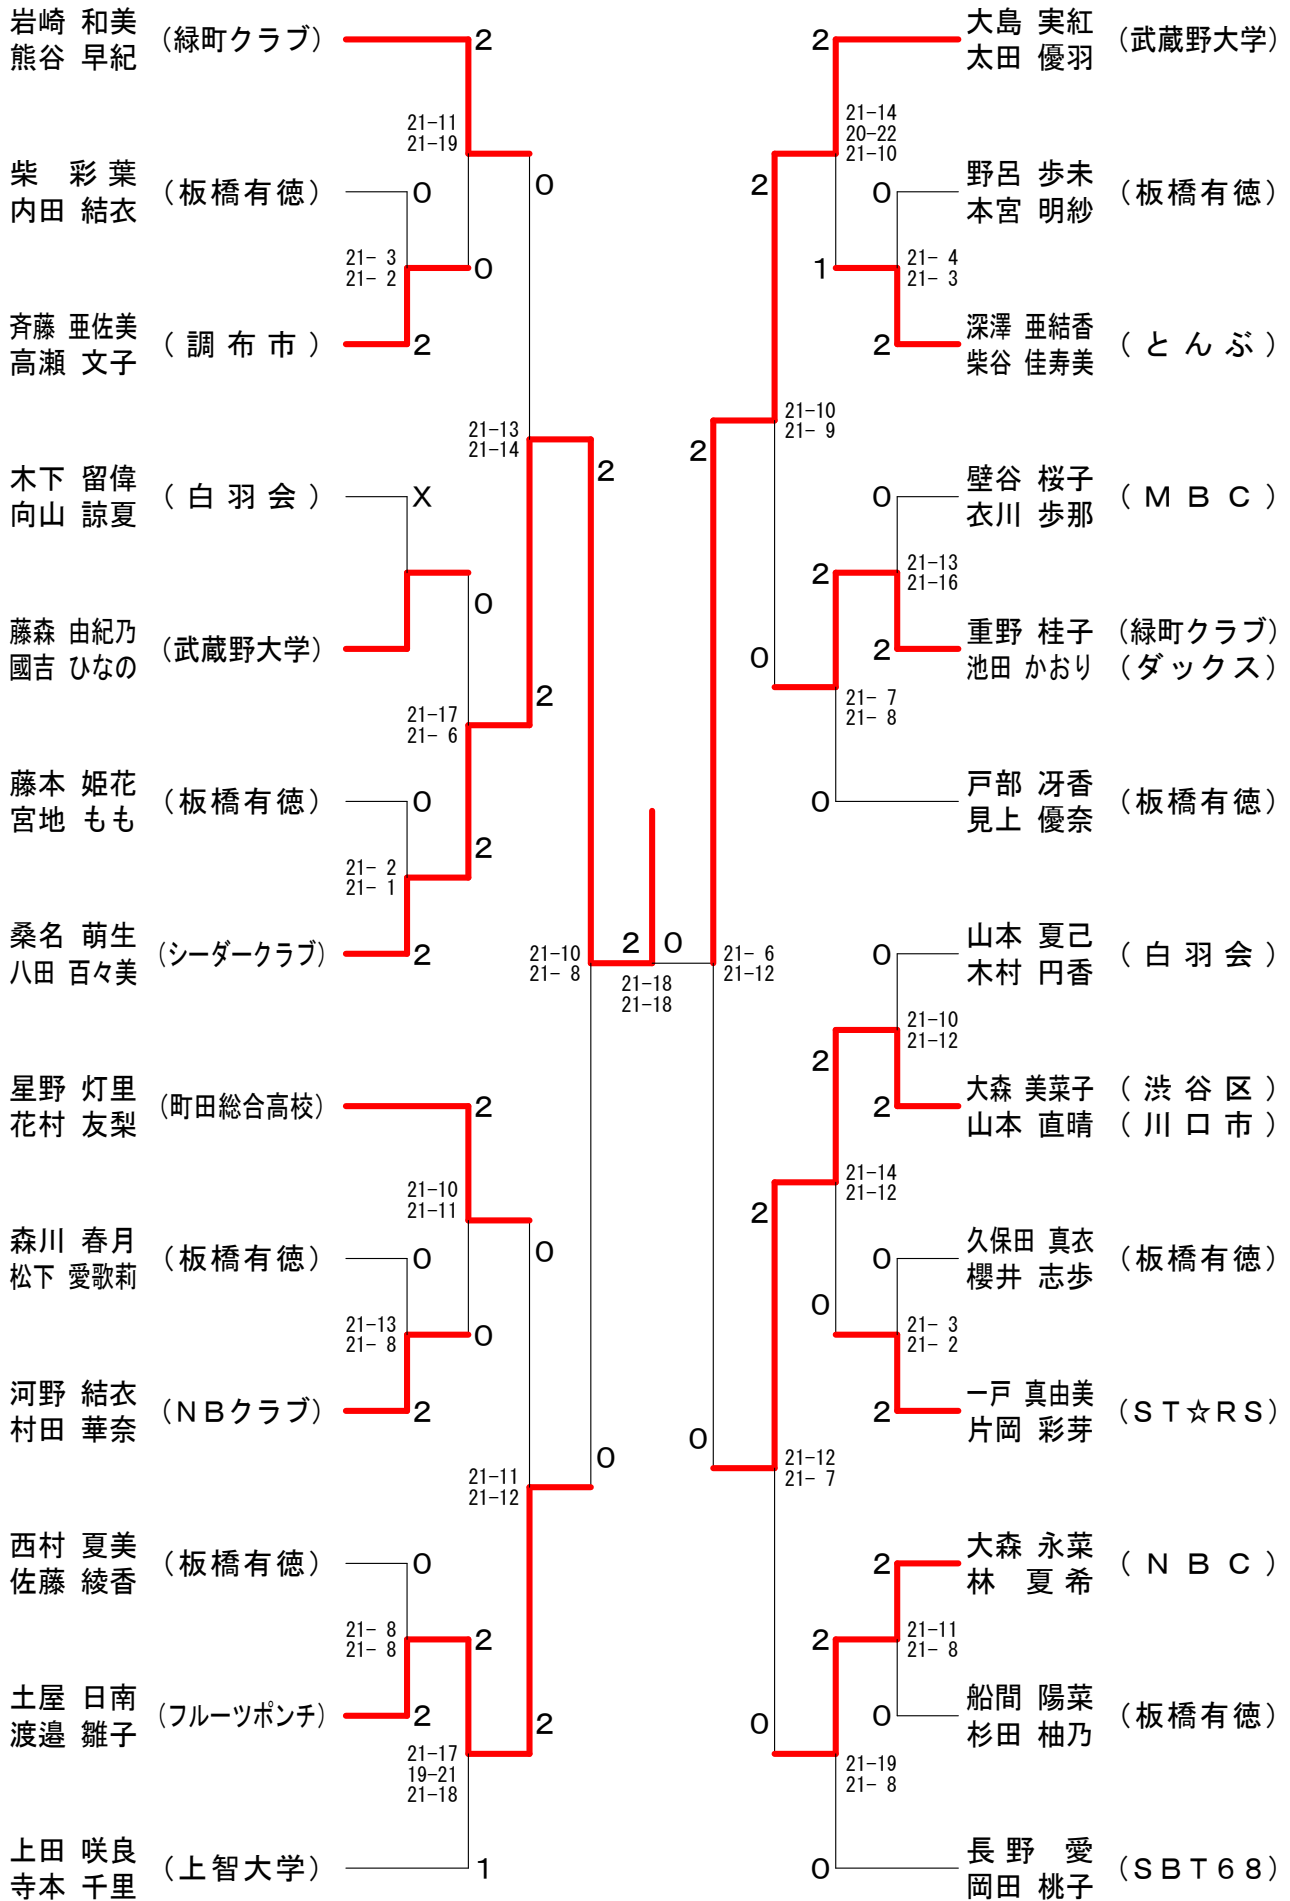 岩崎 和美
熊谷 早紀
(緑町クラブ)
2
21-11
21-19
0
柴 彩葉
内田 結衣
(板橋有徳)
0
21- 3
21- 2
0
斉藤 亜佐美
高瀬 文子
(調布市)
2
21-13
21-14
2
木下 留偉
向山 諒夏
(白羽会)
X
0
藤森 由紀乃
國吉 ひなの
(武蔵野大学)
21-17
21- 6
2
藤本 姫花
宮地 もも
(板橋有徳)
0
21- 2
21- 1
2
桑名 萌生
八田 百々美
(シーダークラブ)
2
21-10
21- 8
2 0
21-18
21-18
星野 灯里
花村 友梨
(町田総合高校)
2
21-10
21-11
0
森川 春月
松下 愛歌莉
(板橋有徳)
0
21-13
21- 8
0
河野 結衣
村田 華奈
(NBクラブ)
2
21-11
21-12
0
西村 夏美
佐藤 綾香
(板橋有徳)
0
21- 8
21- 8
2
土屋 日南
渡邉 雛子
(フルーツポンチ)
2
21-17
19-21
21-18
2
上田 咲良
寺本 千里
(上智大学)
1
2
大島 実紅
太田 優羽
(武蔵野大学)
21-14
20-22
21-10
2
0
野呂 歩未
本宮 明紗
(板橋有徳)
1
21- 4
21- 3
2
深澤 亜結香
柴谷 佳寿美
(とんぶ)
21-10
21- 9
2
0
壁谷 桜子
衣川 歩那
(MBC)
2
21-13
21-16
0
2
重野 桂子
池田 かおり
(緑町クラブ)
(ダックス)
21- 7
21- 8
0
戸部 冴香
見上 優奈
(板橋有徳)
21- 6
21-12
0
山本 夏己
木村 円香
(白羽会)
2
21-10
21-12
2
大森 美菜子
山本 直晴
(渋谷区)
(川口市)
21-14
21-12
2
0
久保田 真衣
櫻井 志歩
(板橋有徳)
0
21- 3
21- 2
2
一戸 真由美
片岡 彩芽
(ST☆RS)
0
21-12
21- 7
2
大森 永菜
林 夏希
(NBC)
2
21-11
21- 8
0
0
船間 陽菜
杉田 柚乃
(板橋有徳)
21-19
21- 8
0
長野 愛
岡田 桃子
(SBT68)